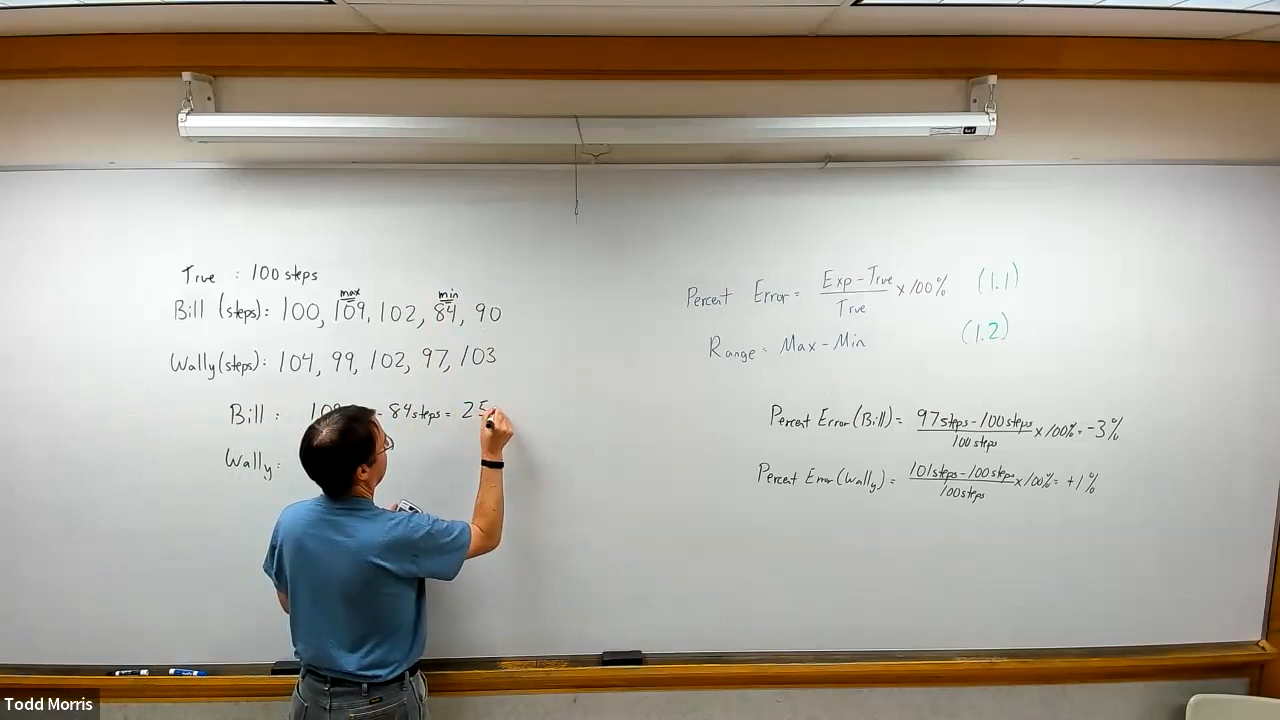 True : 100 steps
max min
Bill (steps): 100, 109, 102, 84, 90
Wally (steps): 104, 99, 102, 97, 103
Bill : 109 - 84 steps = 25
Wally:
Percent Error = Exp - True / True x 100% (1.1)
Range = Max - Min (1.2)
Percent Error (Bill) = 97 steps - 100 steps / 100 steps x 100% = -3%
Percent Error (Wally) = 101 steps - 100 steps / 100 steps x 100% = +1%
Todd Morris